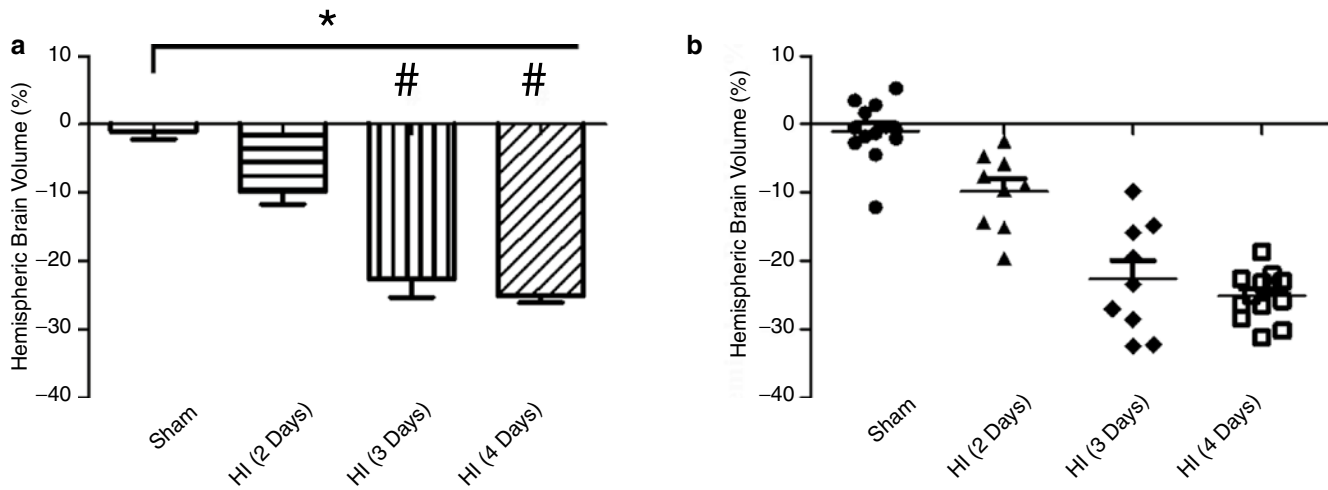 a
*
#
#
Hemispheric Brain Volume (%)
10
0
−10
−20
−30
−40
Sham
HI (2 Days)
HI (3 Days)
HI (4 Days)
b
Hemispheric Brain Volume (%)
10
0
−10
−20
−30
−40
Sham
HI (2 Days)
HI (3 Days)
HI (4 Days)